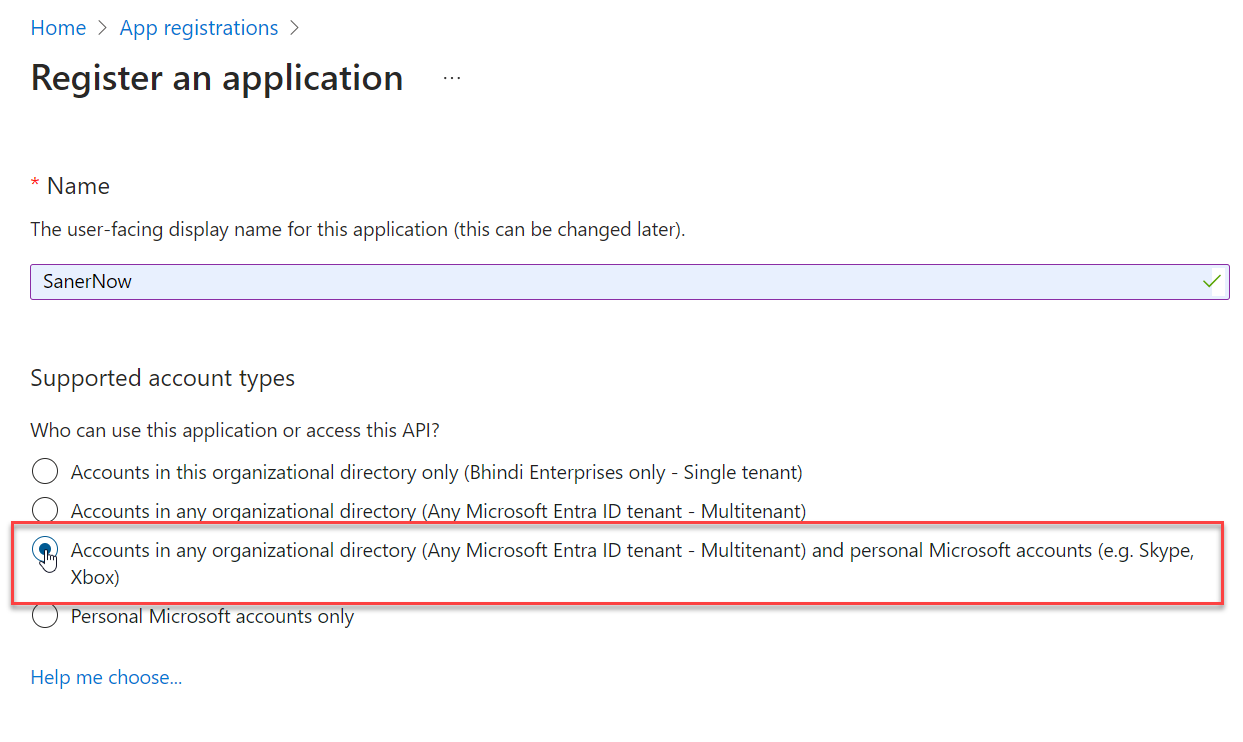 Home > App registrations >
Register an application ...
* Name
The user-facing display name for this application (this can be changed later).
SanerNow
Supported account types
Who can use this application or access this API?
Accounts in this organizational directory only (Bhindi Enterprises only - Single tenant)
Accounts in any organizational directory (Any Microsoft Entra ID tenant - Multitenant)
Accounts in any organizational directory (Any Microsoft Entra ID tenant - Multitenant) and personal Microsoft accounts (e.g. Skype,
Xbox)
Personal Microsoft accounts only
Help me choose...